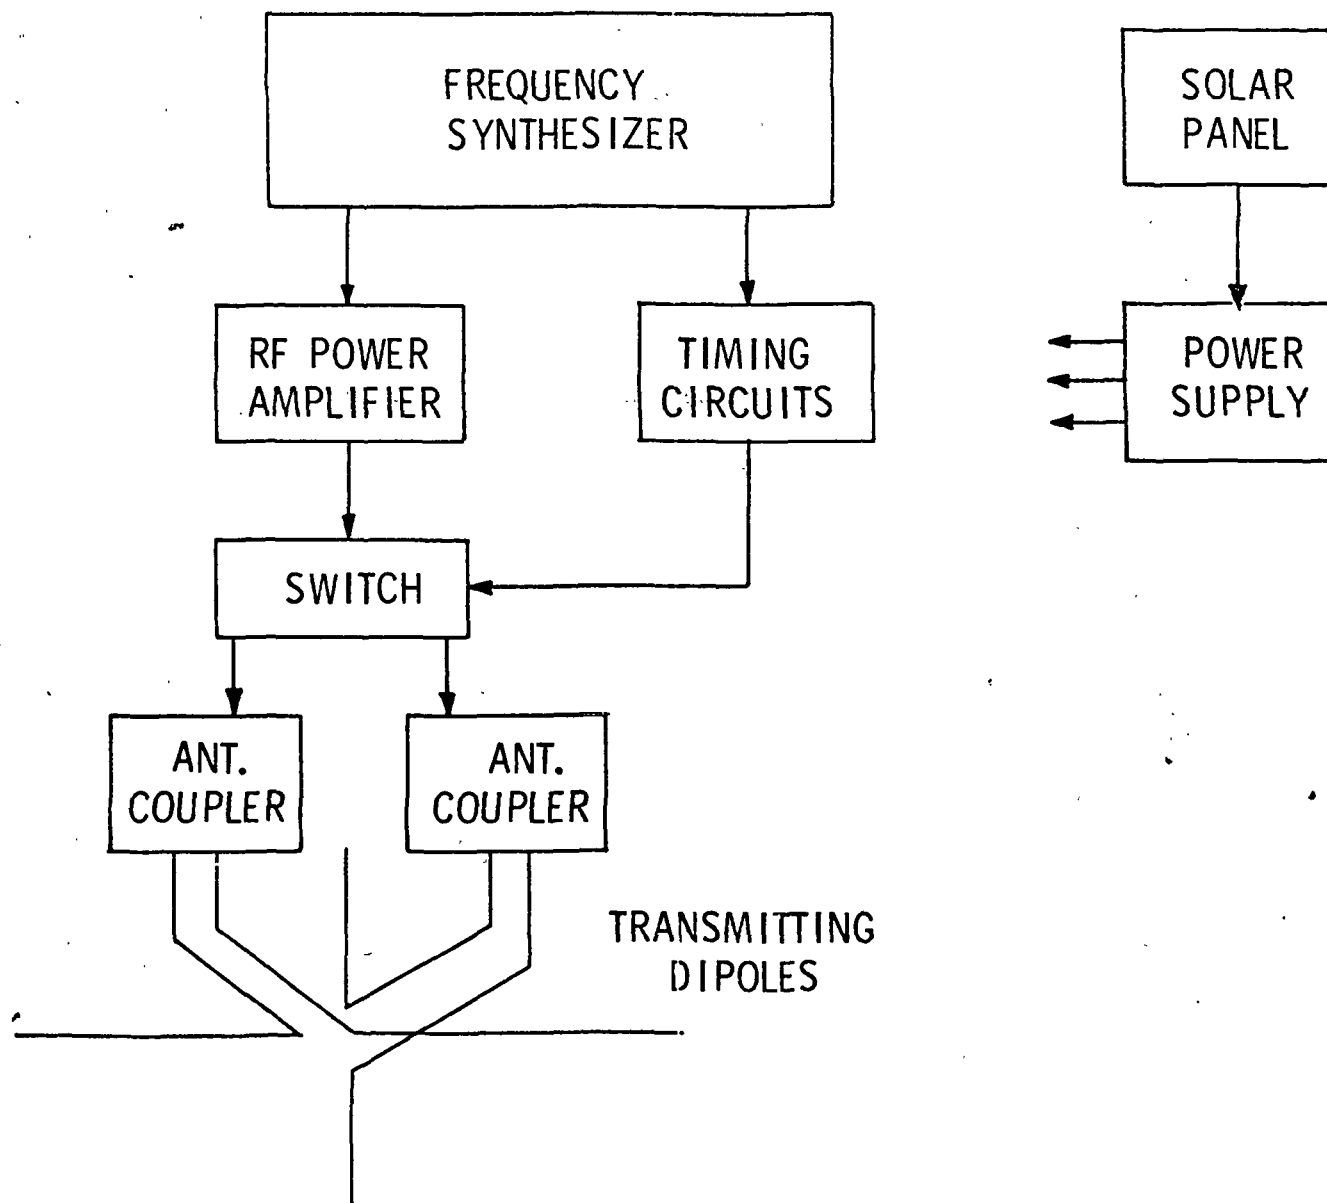 FREQUENCY
SYNTHESIZER
SOLAR
PANEL
RF POWER
AMPLIFIER
TIMING
CIRCUITS
POWER
SUPPLY
SWITCH
ANT.
COUPLER
ANT.
COUPLER
TRANSMITTING
DIPOLES